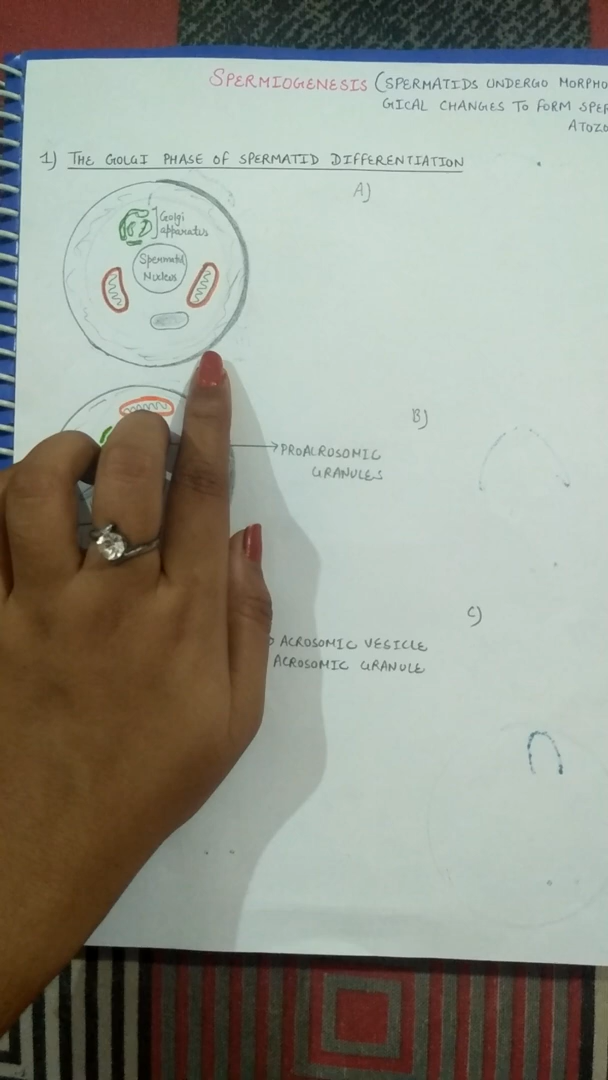 SPERMIOGENESIS (SPERMATIDS UNDERGO MORPHO
GICAL CHANGES TO FORM SPER
ATOZO
1) THE GOLGI PHASE OF SPERMATID DIFFERENTIATION
A)
Golgi
apparatus
Spermatid
Nucleus
B)
PROACROSOMIC
GRANULES
C)
ACROSOMIC VESICLE
ACROSOMIC GRANULE